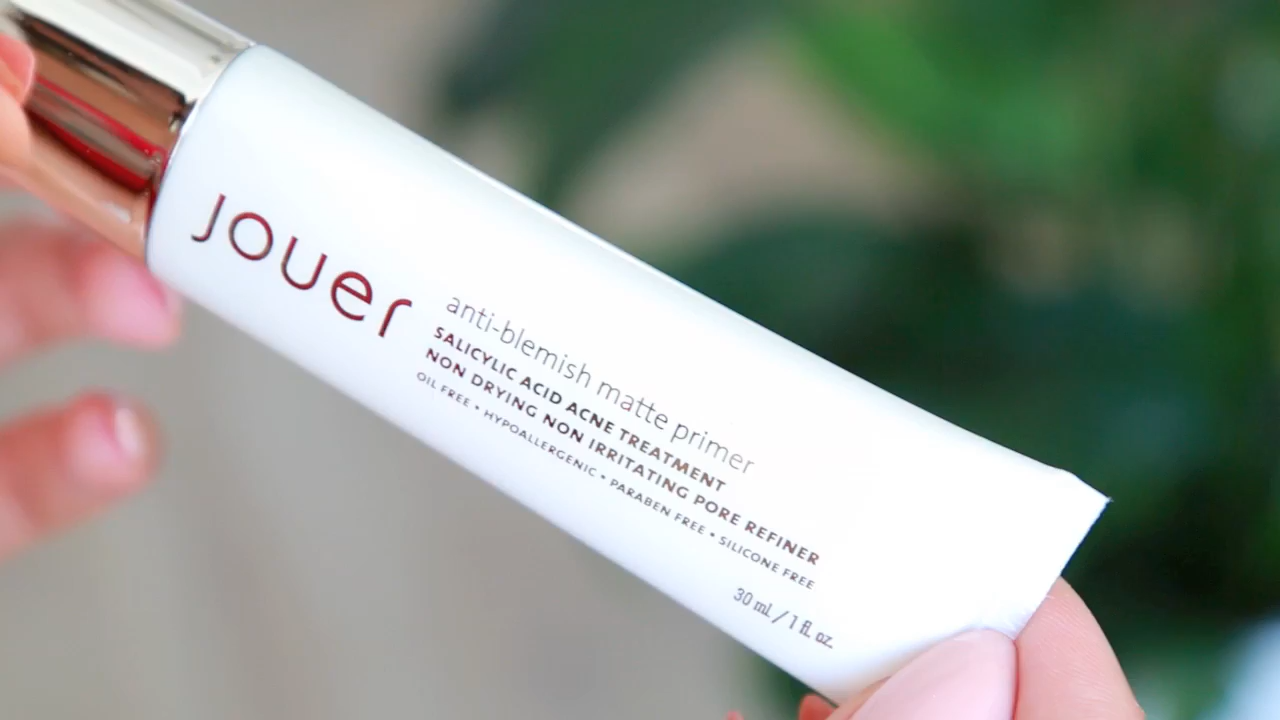 jouer
anti-blemish matte primer
SALICYLIC ACID ACNE TREATMENT
NON DRYING NON IRRITATING PORE REFINER
OIL FREE • HYPOALLERGENIC • PARABEN FREE • SILICONE FREE
30 ml / 1 fl. oz.